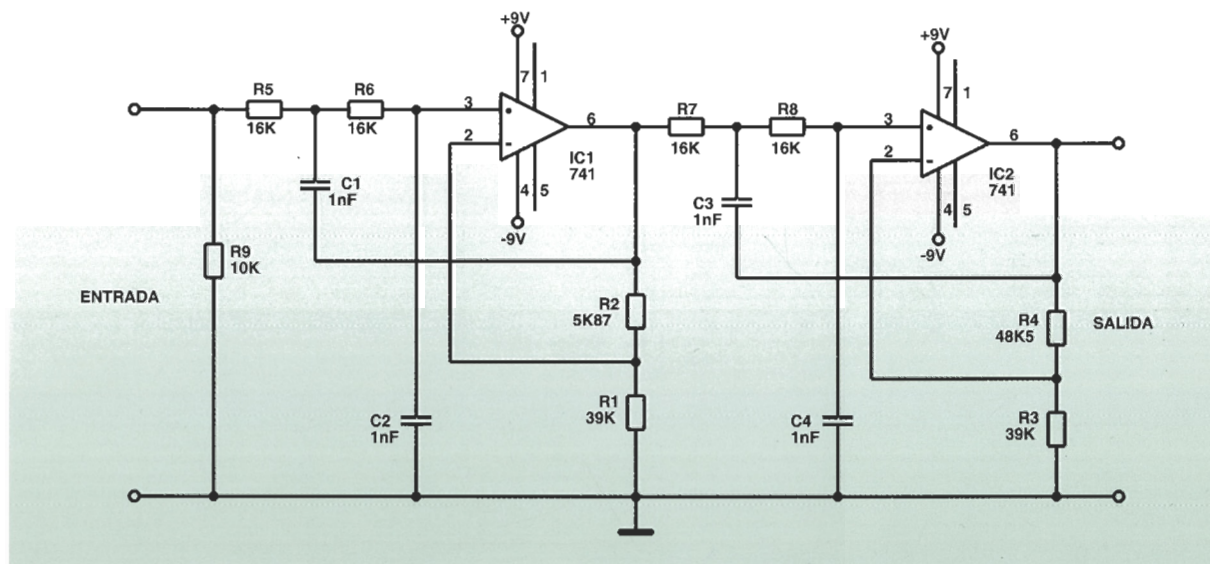 +9V
7 1
R5
16K
R6
16K
3
2
6
IC1
741
4 5
-9V
C1
1nF
R9
10K
ENTRADA
R2
5K87
R1
39K
C2
1nF
R7
16K
R8
16K
+9V
7 1
3
2
6
IC2
741
4 5
-9V
C3
1nF
R4
48K5
SALIDA
C4
1nF
R3
39K